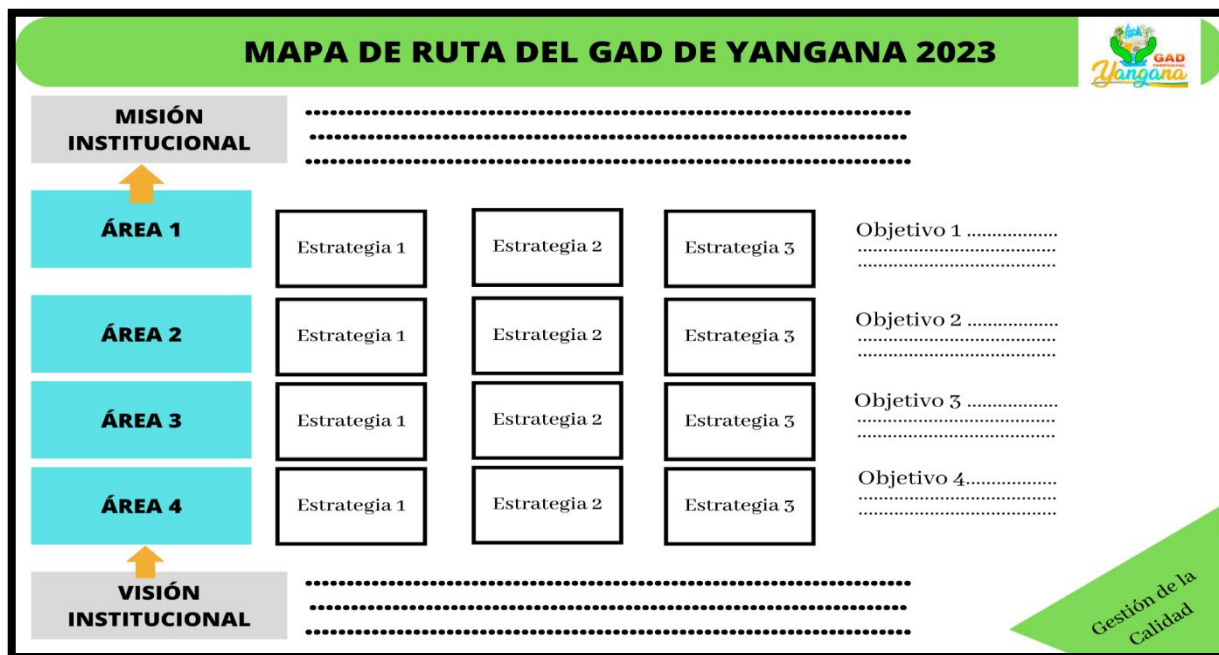 MAPA DE RUTA DEL GAD DE YANGANA 2023
GAD
Yangana
MISIÓN
INSTITUCIONAL
ÁREA 1
Estrategia 1
Estrategia 2
Estrategia 3
Objetivo 1 ..................
ÁREA 2
Estrategia 1
Estrategia 2
Estrategia 3
Objetivo 2 ..................
ÁREA 3
Estrategia 1
Estrategia 2
Estrategia 3
Objetivo 3 ..................
ÁREA 4
Estrategia 1
Estrategia 2
Estrategia 3
Objetivo 4..................
VISIÓN
INSTITUCIONAL
Gestión de la
Calidad